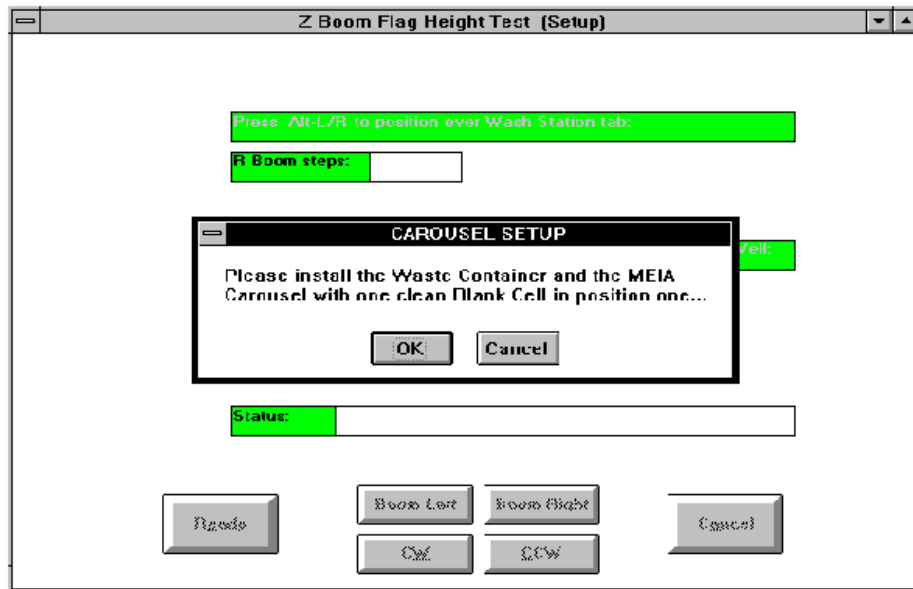 Z Boom Flag Height Test (Setup)
Press Alt-L/R to position over Wash Station tab:
R Boom steps:
CAROUSEL SETUP
Well:
Please install the Waste Container and the MEIA
Carousel with one clean Blank Cell in position one...
OK
Cancel
Status:
Boom Left
Boom Right
Ready
Cancel
CW
CCW